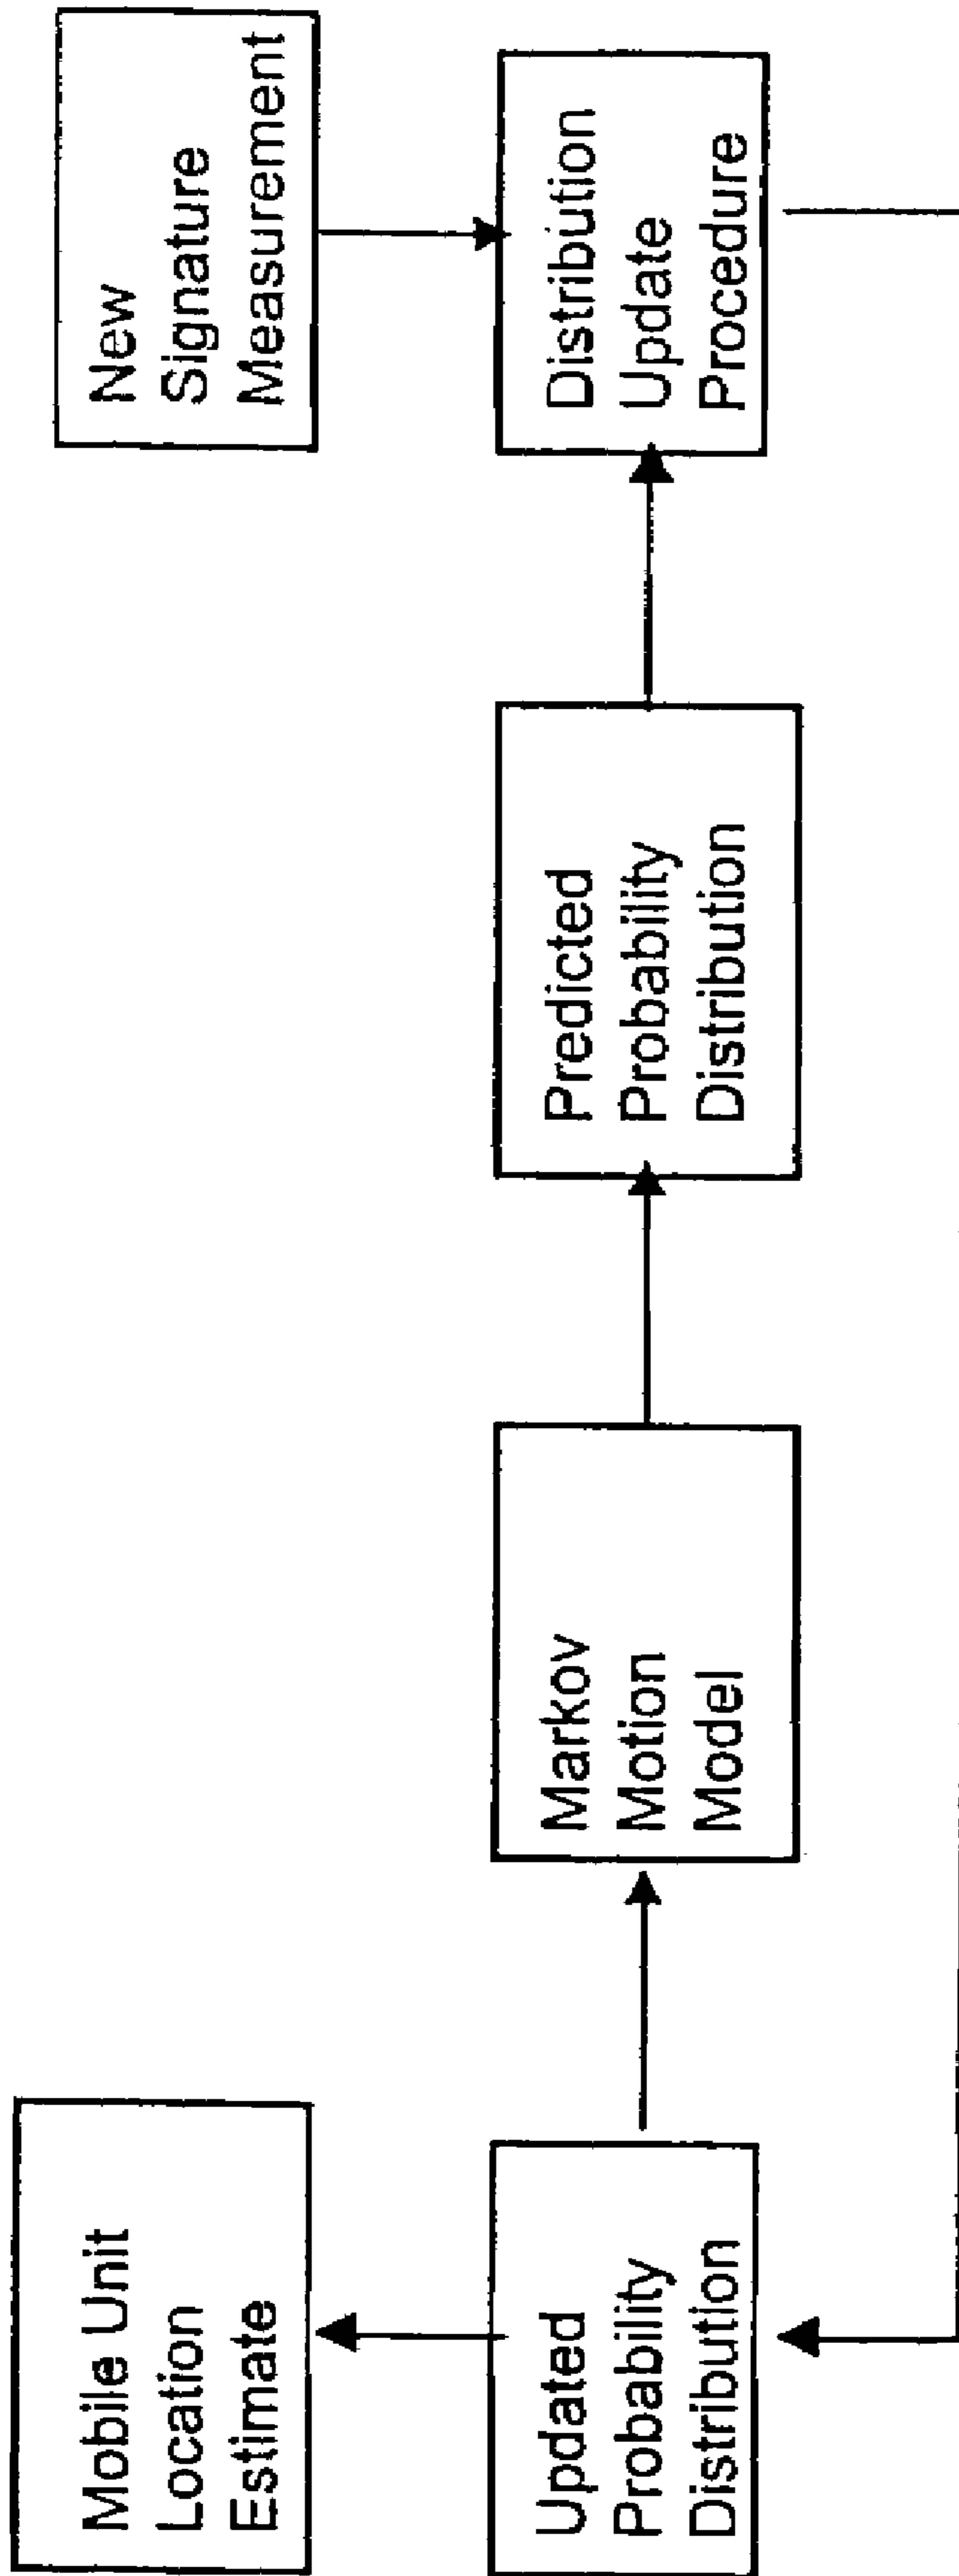 Mobile Unit
Location
Estimate
New
Signature
Measurement
Updated
Probability
Distribution
Markov
Motion
Model
Predicted
Probability
Distribution
Distribution
Update
Procedure